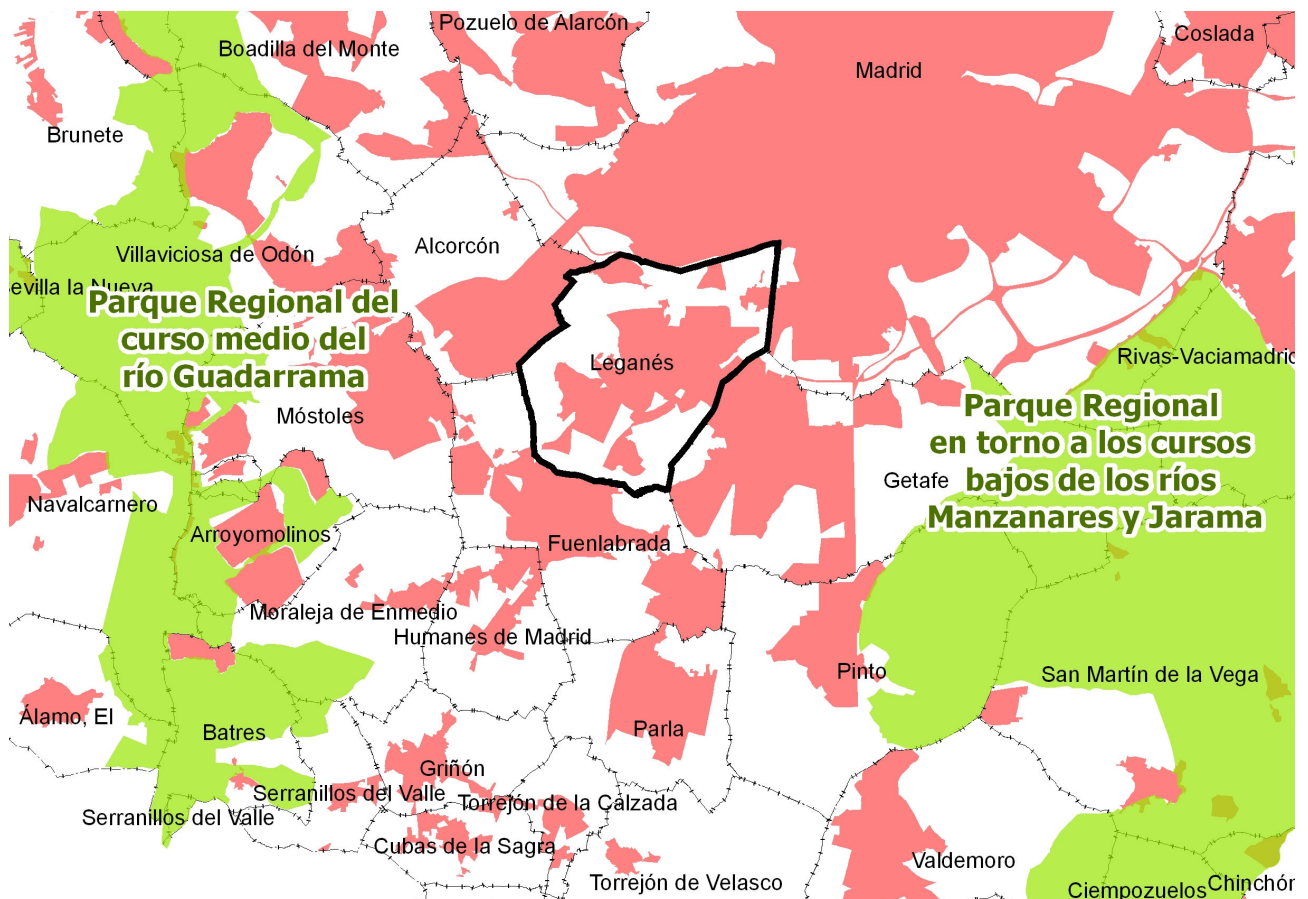 Pozuelo de Alarcón
Coslada
Boadilla del Monte
Madrid
Brunete
Alcorcón
Villaviciosa de Odón
Sevilla la Nueva
Parque Regional del
curso medio del
río Guadarrama
Rivas-Vaciamadrid
Leganés
Móstoles
Parque Regional
en torno a los cursos
bajos de los ríos
Manzanares y Jarama
Getafe
Navalcarnero
Arroyomolinos
Fuenlabrada
Moraleja de Enmedio
Humanes de Madrid
Pinto
San Martín de la Vega
Álamo, El
Batres
Parla
Griñón
Serranillos del Valle
Torrejón de la Calzada
Serranillos del Valle
Cubas de la Sagra
Valdemoro
Torrejón de Velasco
Ciempozuelos
Chinchón